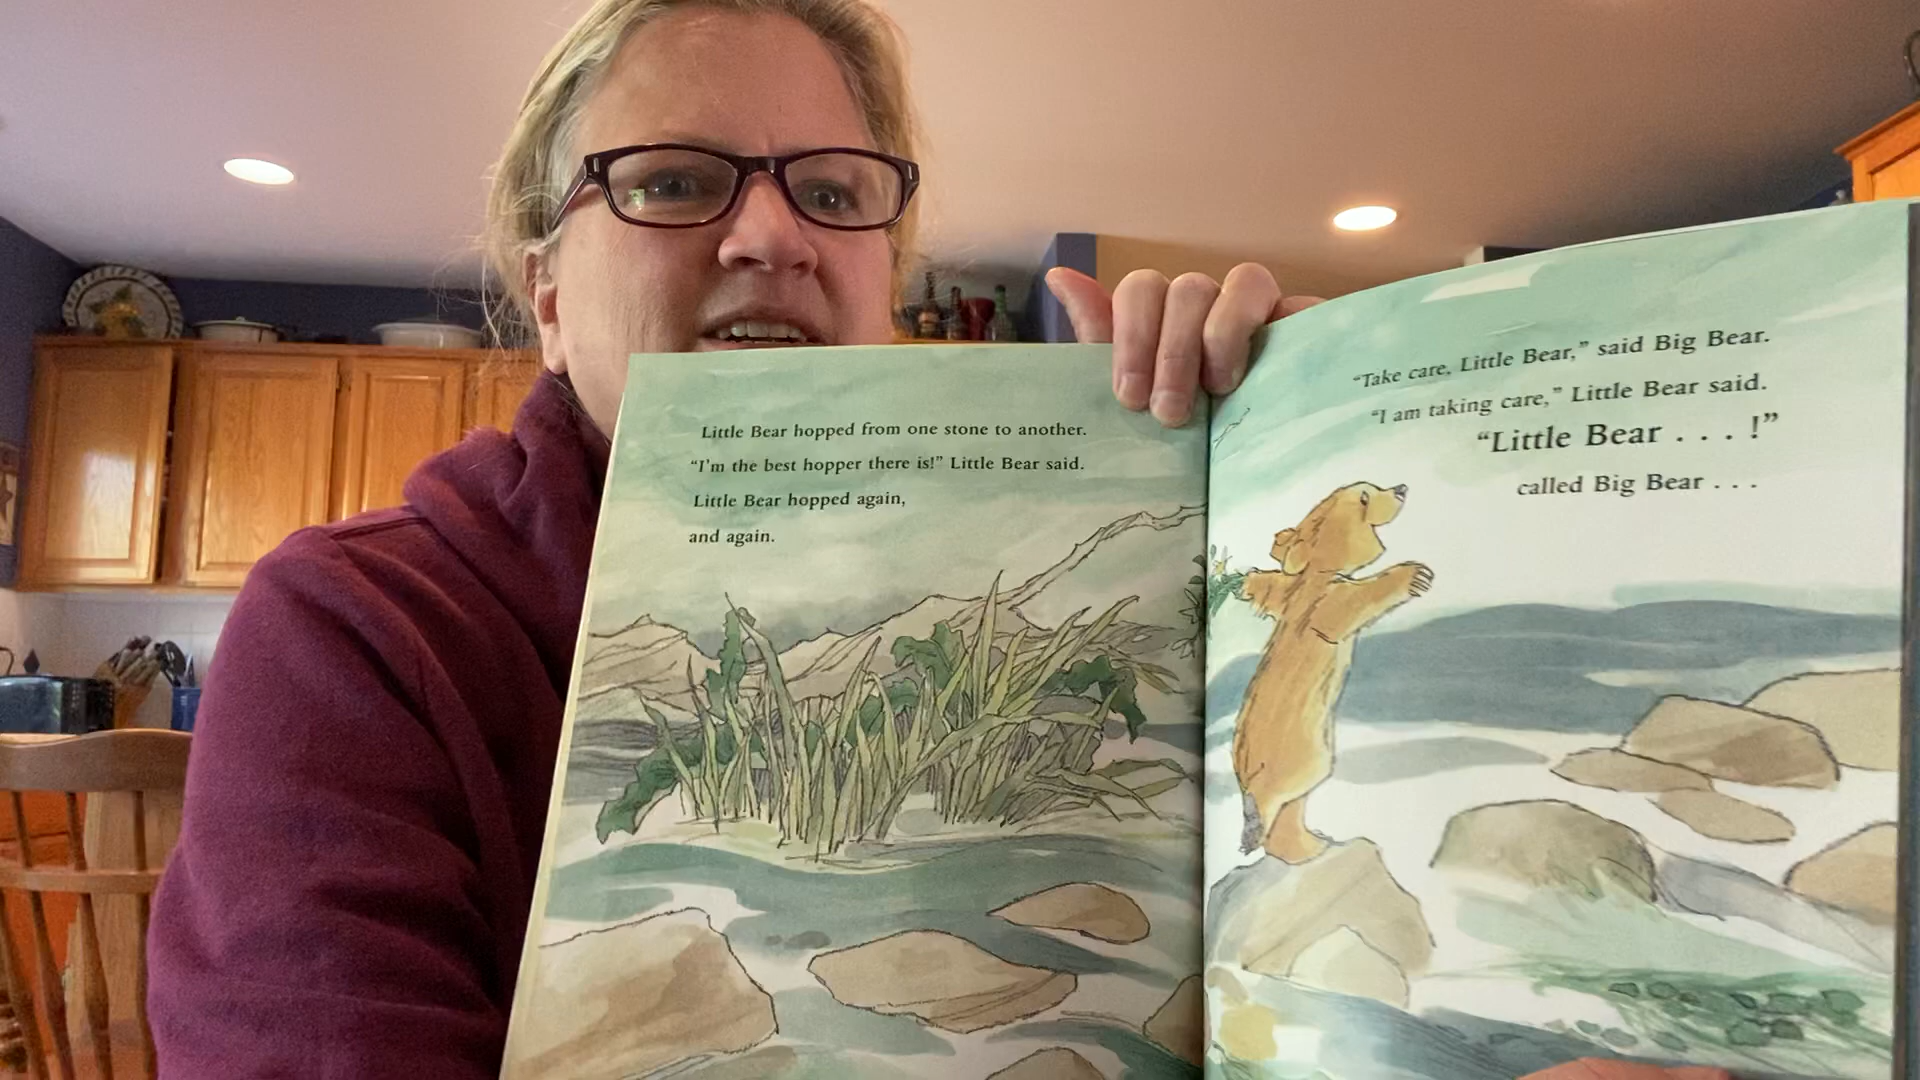 Little Bear hopped from one stone to another.
“I’m the best hopper there is!” Little Bear said.
Little Bear hopped again,
and again.
“Take care, Little Bear,” said Big Bear.
“I am taking care,” Little Bear said.
“Little Bear . . . !”
called Big Bear . . .